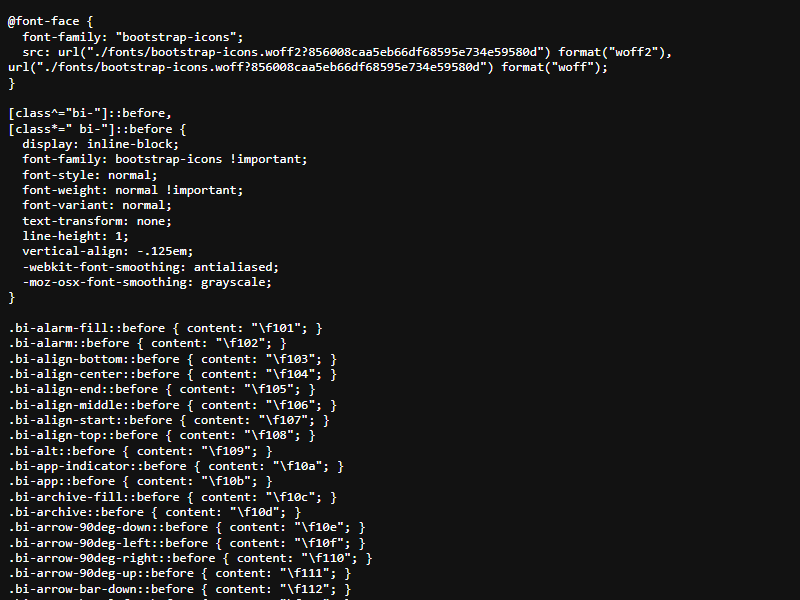 @font-face {
  font-family: "bootstrap-icons";
  src: url("./fonts/bootstrap-icons.woff2?856008caa5eb66df68595e734e59580d") format("woff2"),
url("./fonts/bootstrap-icons.woff?856008caa5eb66df68595e734e59580d") format("woff");
}

[class^="bi-"]::before,
[class*=" bi-"]::before {
  display: inline-block;
  font-family: bootstrap-icons !important;
  font-style: normal;
  font-weight: normal !important;
  font-variant: normal;
  text-transform: none;
  line-height: 1;
  vertical-align: -.125em;
  -webkit-font-smoothing: antialiased;
  -moz-osx-font-smoothing: grayscale;
}

.bi-alarm-fill::before { content: "\f101"; }
.bi-alarm::before { content: "\f102"; }
.bi-align-bottom::before { content: "\f103"; }
.bi-align-center::before { content: "\f104"; }
.bi-align-end::before { content: "\f105"; }
.bi-align-middle::before { content: "\f106"; }
.bi-align-start::before { content: "\f107"; }
.bi-align-top::before { content: "\f108"; }
.bi-alt::before { content: "\f109"; }
.bi-app-indicator::before { content: "\f10a"; }
.bi-app::before { content: "\f10b"; }
.bi-archive-fill::before { content: "\f10c"; }
.bi-archive::before { content: "\f10d"; }
.bi-arrow-90deg-down::before { content: "\f10e"; }
.bi-arrow-90deg-left::before { content: "\f10f"; }
.bi-arrow-90deg-right::before { content: "\f110"; }
.bi-arrow-90deg-up::before { content: "\f111"; }
.bi-arrow-bar-down::before { content: "\f112"; }